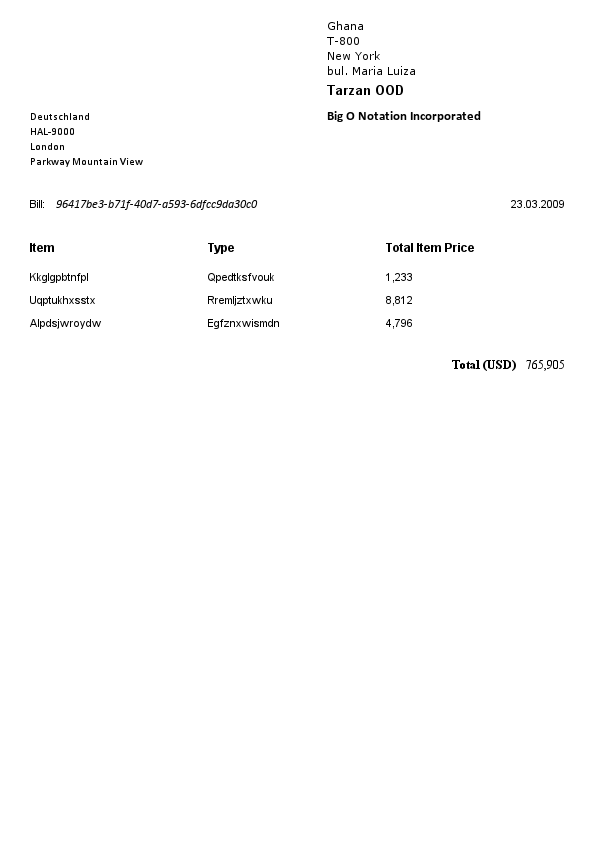 Ghana
T-800
New York
bul. Maria Luiza
Tarzan OOD
Deutschland
HAL-9000
London
Parkway Mountain View
Big O Notation Incorporated
Bill: 96417be3-b71f-40d7-a593-6dfcc9da30c0 23.03.2009
Item Type Total Item Price
Kkglgpbtnfpl Qpedtksfvouk 1,233
Uqptukhxsstx Rremljztxwku 8,812
Alpdsjwroydw Egfznxwismdn 4,796
Total (USD) 765,905